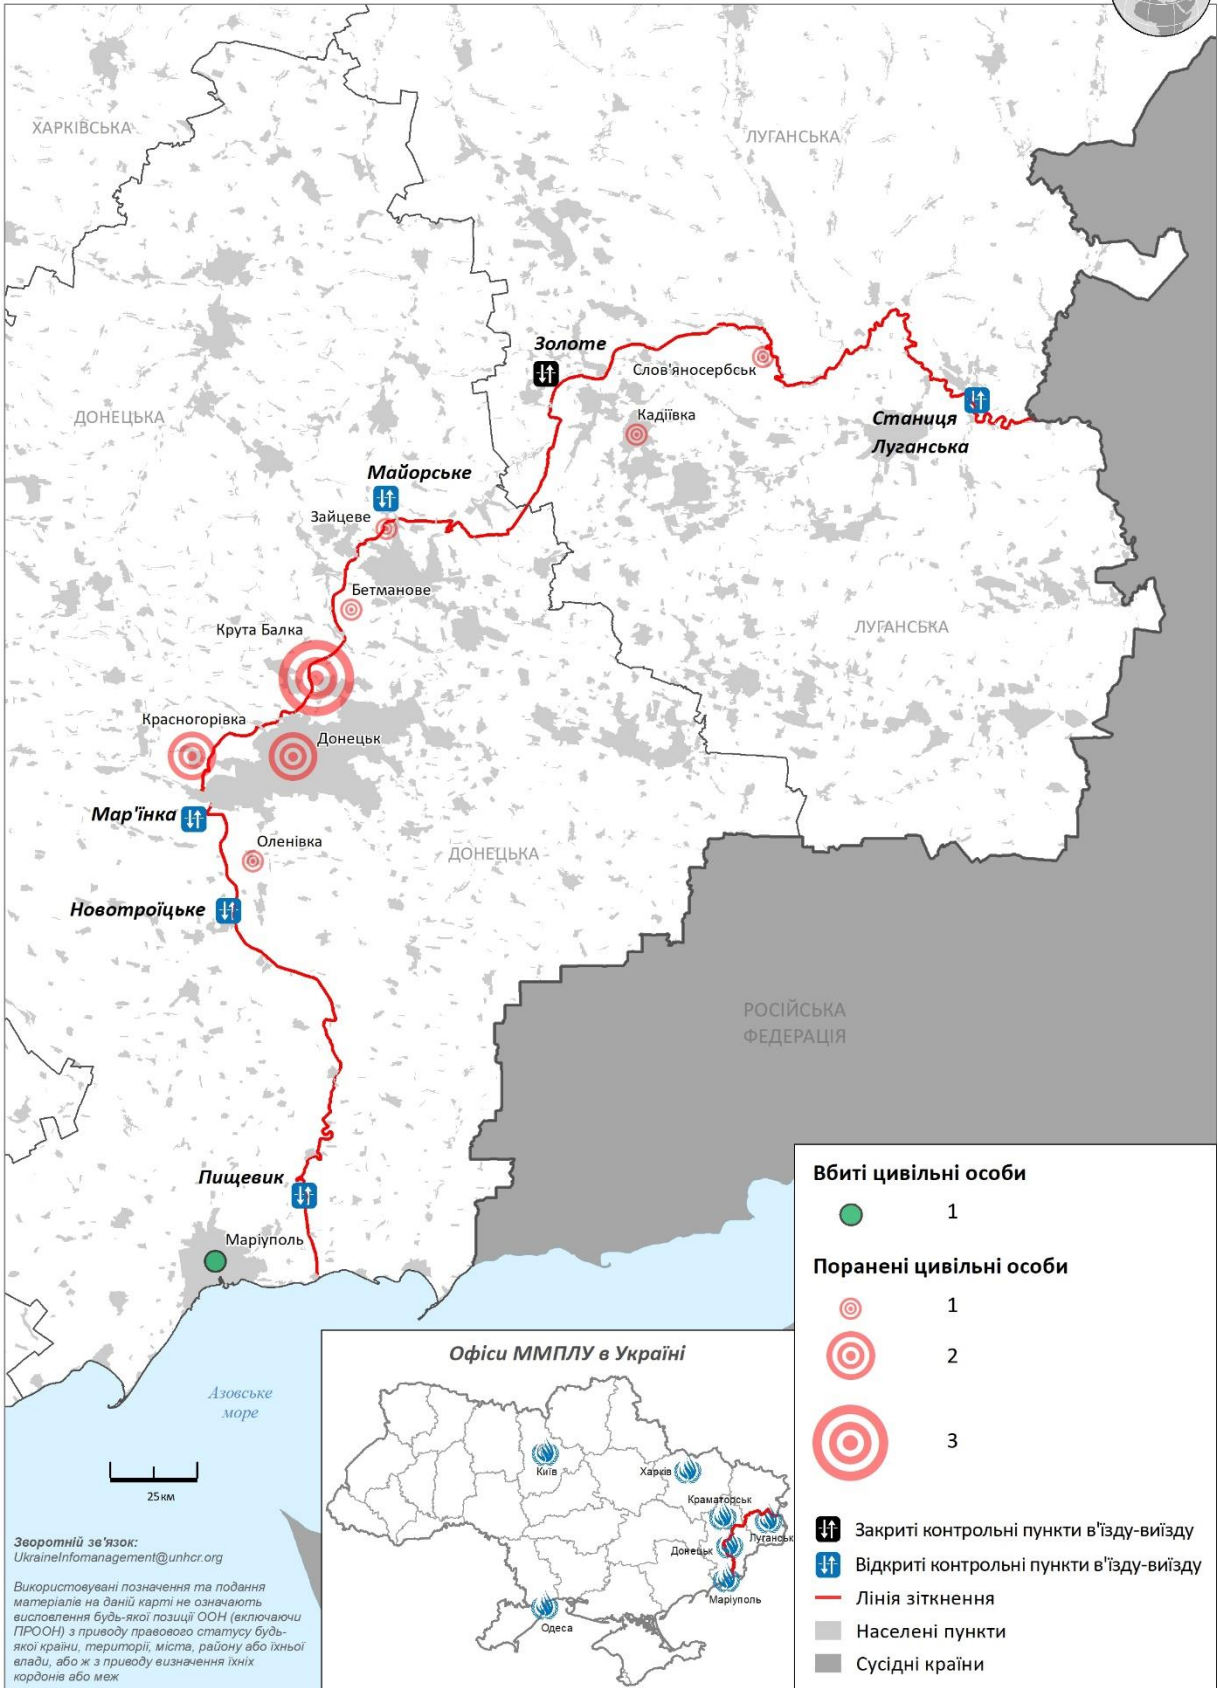 ХАРКІВСЬКА
ЛУГАНСЬКА
Золоте
Слов'яносербськ
Кадіївка
ДОНЕЦЬКА
Станиця
Луганська
Майорське
Зайцеве
Бетманове
Крута Балка
ЛУГАНСЬКА
Красногорівка
Донецьк
Мар'їнка
Оленівка
ДОНЕЦЬКА
Новотроїцьке
РОСІЙСЬКА
ФЕДЕРАЦІЯ
Пищевик
Маріуполь
Азовське
море
25 км
Зворотній зв'язок:
UkraineInfomanagement@unhcr.org
Використовувані позначення та подання
матеріалів на даній карті не означають
висловлення будь-якої позиції ООН (включаючи
ПРООН) з приводу правового статусу будь-
якої країни, території, міста, району або їхньої
влади, або ж з приводу визначення їхніх
кордонів або меж
Офіси ММПЛУ в Україні
Київ
Харків
Краматорськ
Луганськ
Донецьк
Маріуполь
Одеса
Вбиті цивільні особи
1
Поранені цивільні особи
1
2
3
Закриті контрольні пункти в'їзду-виїзду
Відкриті контрольні пункти в'їзду-виїзду
Лінія зіткнення
Населені пункти
Сусідні країни